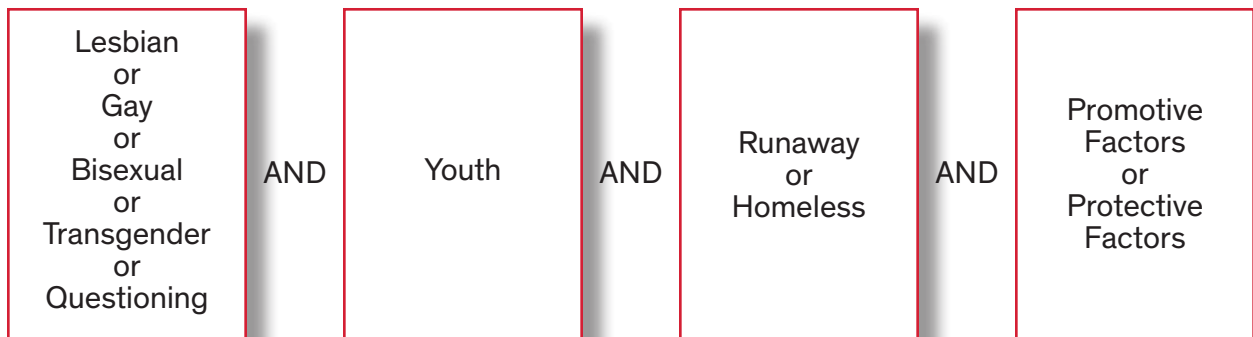 Lesbian
or
Gay
or
Bisexual
or
Transgender
or
Questioning
AND
Youth
AND
Runaway
or
Homeless
AND
Promotive
Factors
or
Protective
Factors